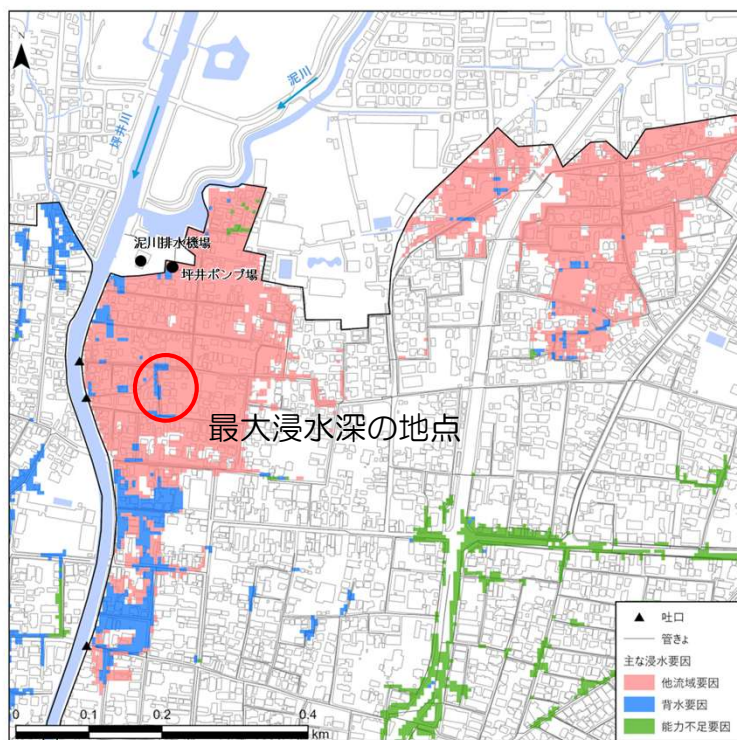 N
坪井川
泥川
泥川排水機場
坪井ポンプ場
最大浸水深の地点
吐口
管きょ
主な浸水要因
他流域要因
背水要因
能力不足要因
0 0.1 0.2 0.4
km